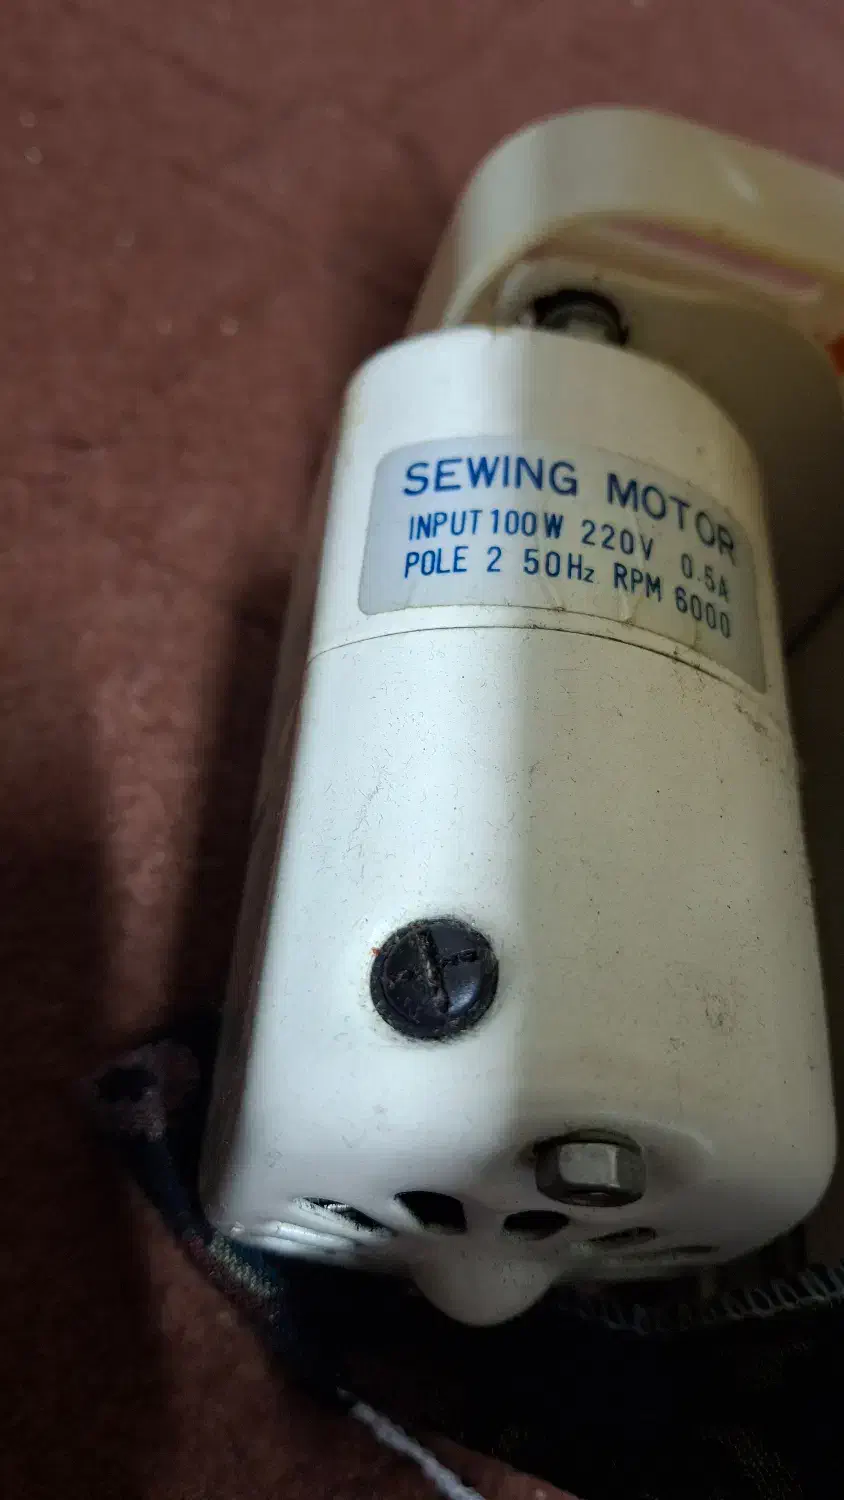 SEWING MOTOR
INPUT 100W 220V 0.5A
POLE 2 50Hz RPM 6000